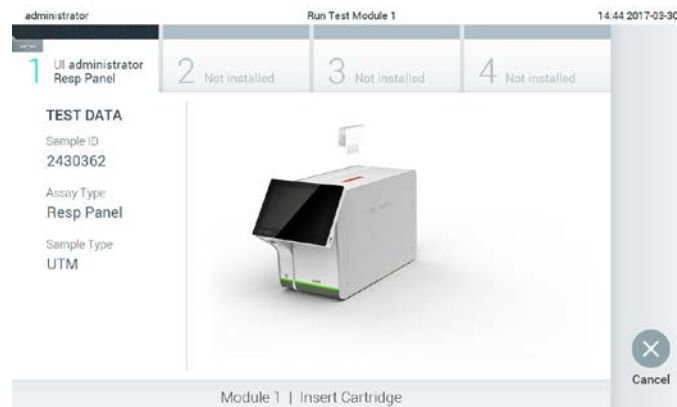 administrator
Run Test Module 1
14:44 2017-03-30
1
UI administrator
Resp Panel
2 Not installed
3 Not installed
4 Not installed
TEST DATA
Sample ID
2430362
Assay Type
Resp Panel
Sample Type
UTM
Cancel
Module 1 | Insert Cartridge